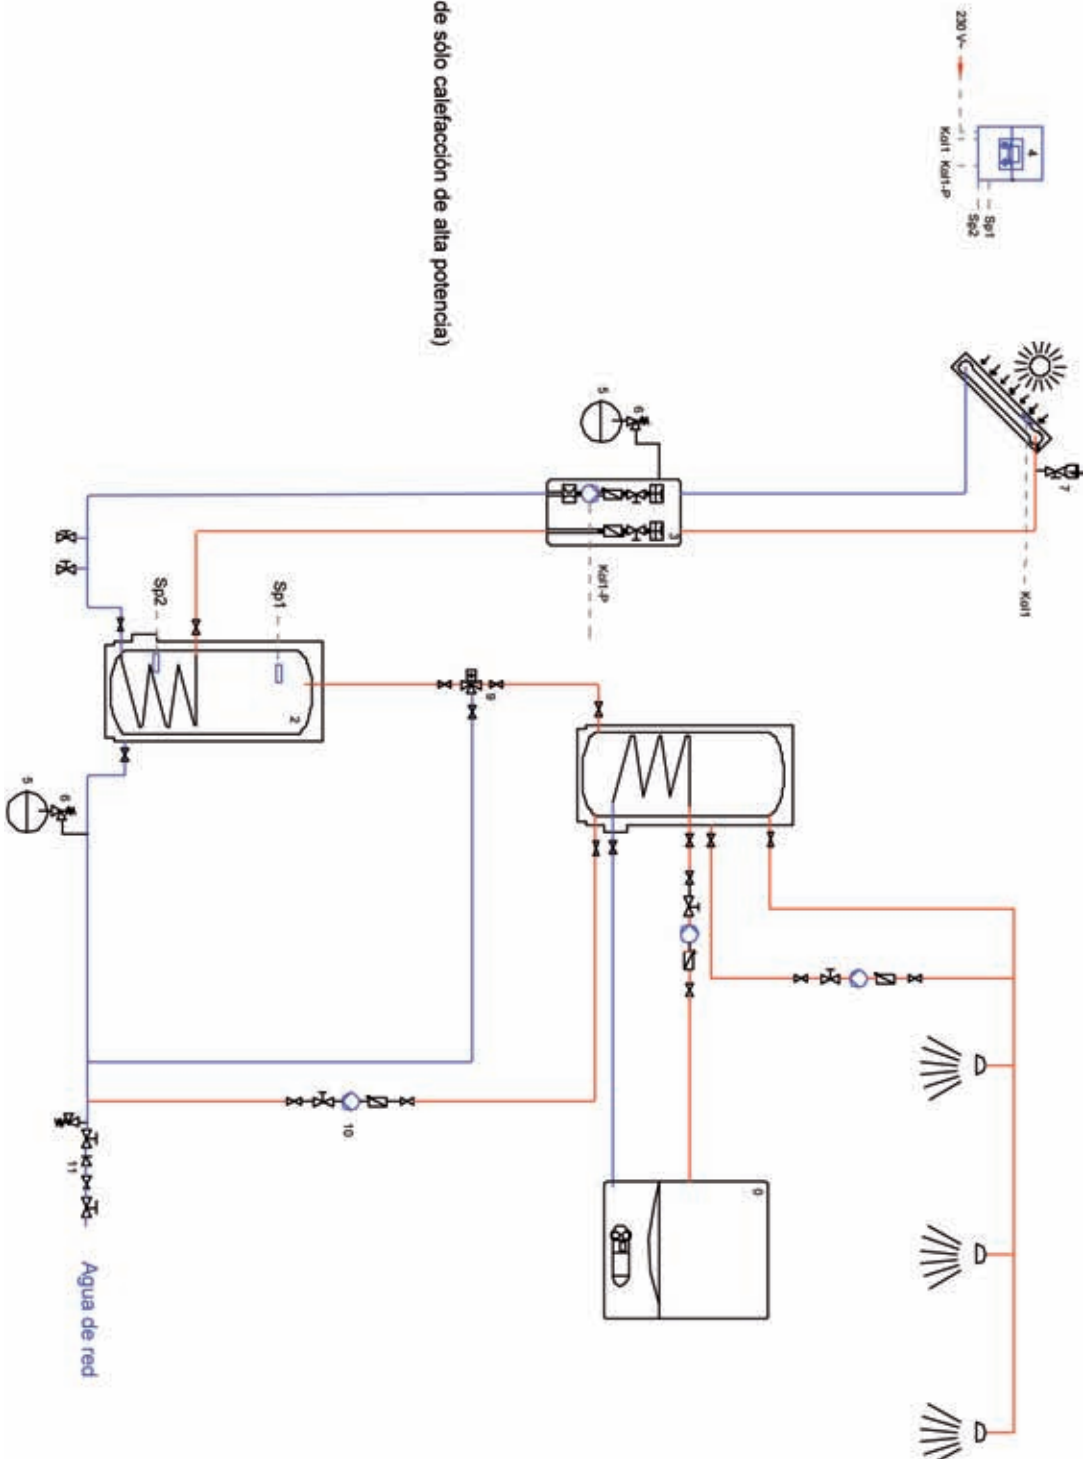 7
4
Kol1
Sp1
Sp2
230 V~
Kol1 Kol1-P
0
3
6
5
Kol1-P
9
de sólo calefacción de alta potencia)
10
2
Sp1
Sp2
11
Agua de red
6
5